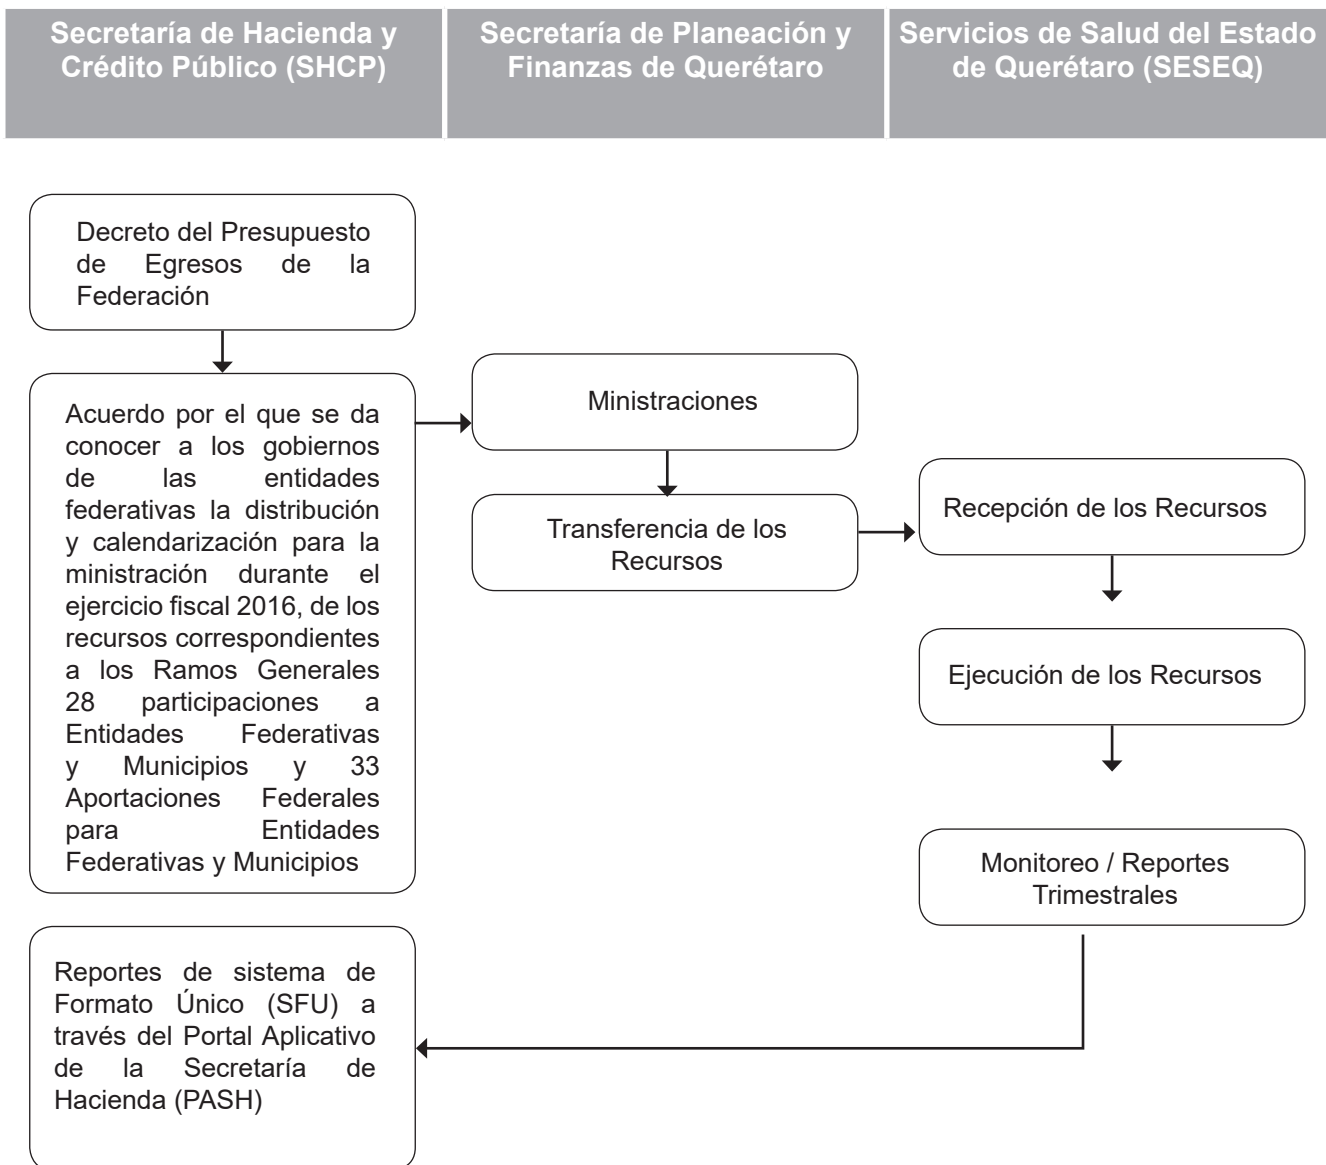 Secretaría de Hacienda y
Crédito Público (SHCP)
Secretaría de Planeación y
Finanzas de Querétaro
Servicios de Salud del Estado
de Querétaro (SESEQ)
Decreto del Presupuesto
de Egresos de la
Federación
Acuerdo por el que se da
conocer a los gobiernos
de las entidades
federativas la distribución
y calendarización para la
ministración durante el
ejercicio fiscal 2016, de los
recursos correspondientes
a los Ramos Generales
28 participaciones a
Entidades Federativas
y Municipios y 33
Aportaciones Federales
para Entidades
Federativas y Municipios
Ministraciones
Transferencia de los
Recursos
Recepción de los Recursos
Ejecución de los Recursos
Monitoreo / Reportes
Trimestrales
Reportes de sistema de
Formato Único (SFU) a
través del Portal Aplicativo
de la Secretaría de
Hacienda (PASH)